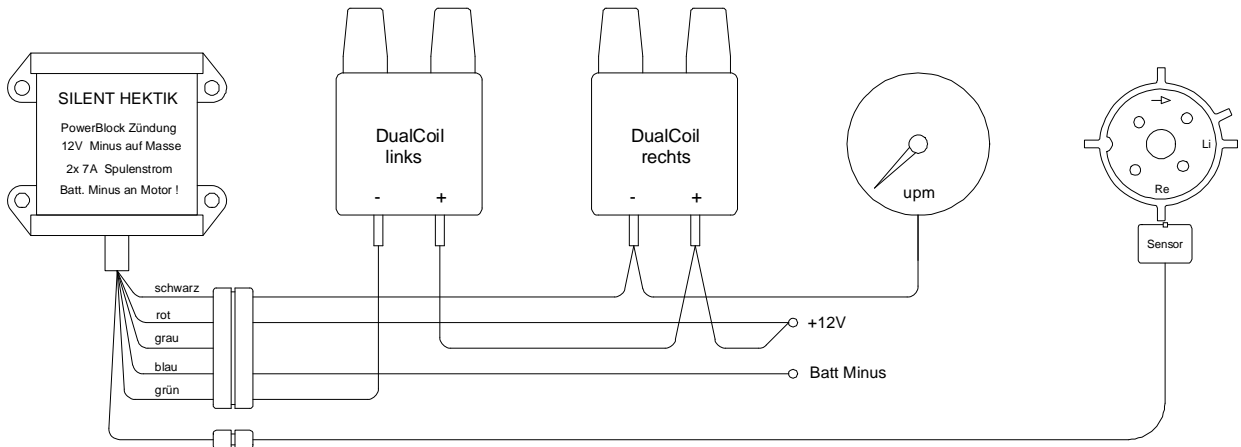 SILENT HEKTIK
PowerBlock Zündung
12V Minus auf Masse
2x 7A Spulenstrom
Batt. Minus an Motor !
DualCoil
links
- +
DualCoil
rechts
- +
upm
Li
Re
Sensor
schwarz
rot
grau
blau
grün
+12V
Batt Minus